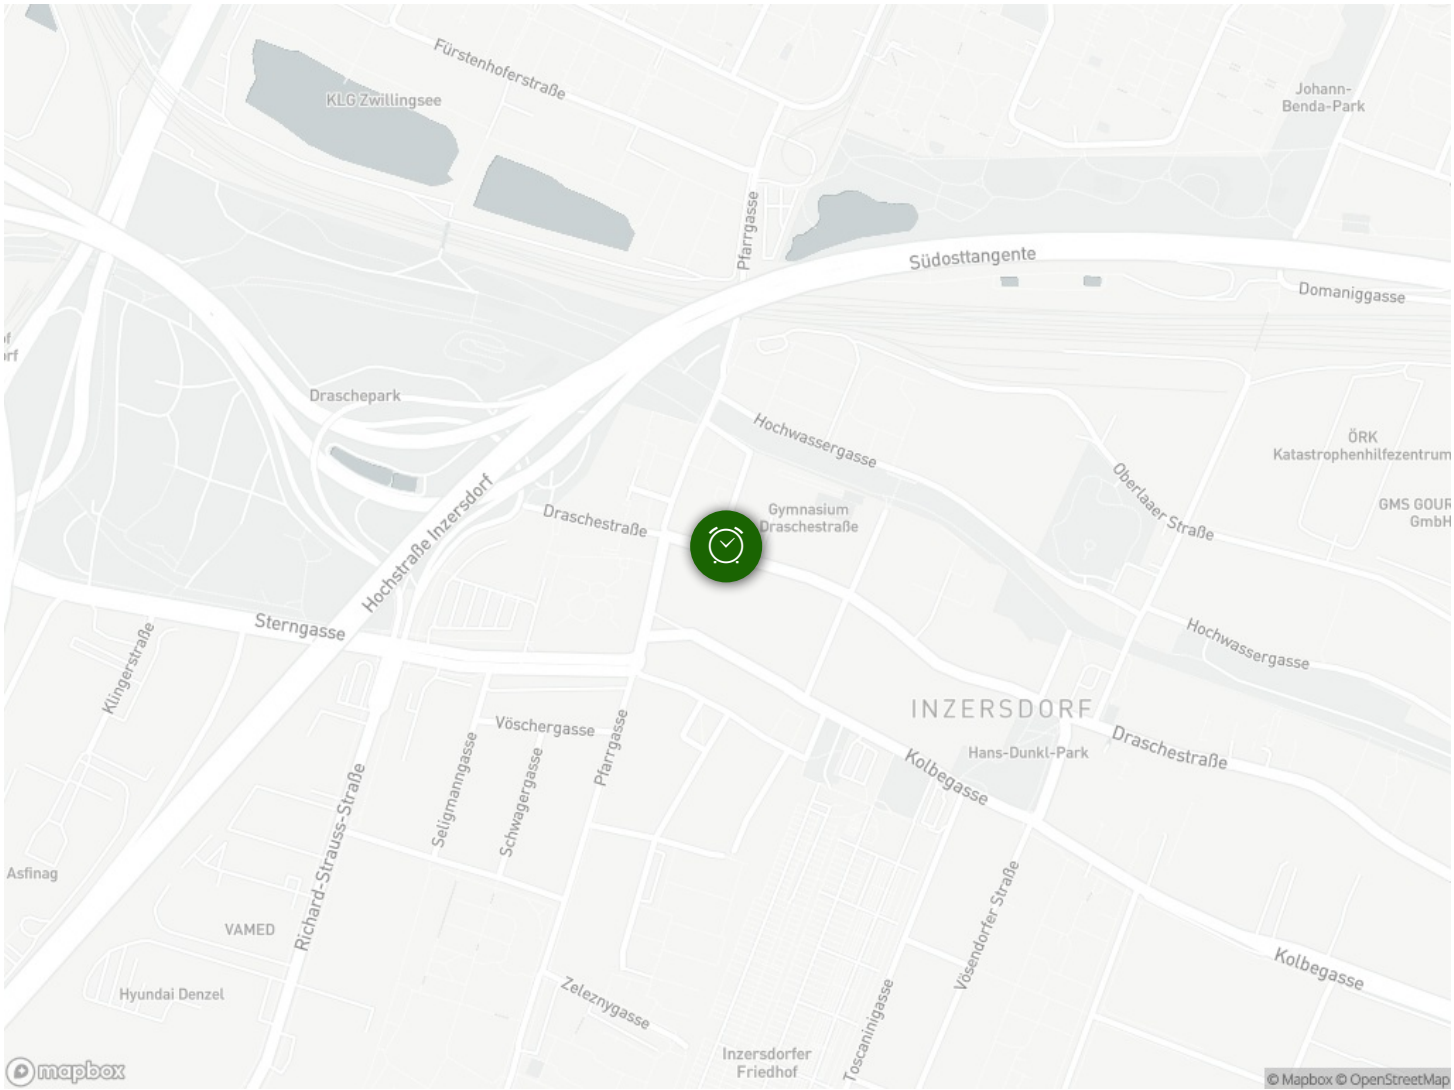 Fürstenhoferstraße
KLG Zwillingsee
Johann-
Benda-Park
Pfarrgasse
Südosttangente
Domaniggasse
of
orf
Draschepark
Hochwassergasse
ÖRK
Katastrophenhilfezentrum
Oberlaaer Straße
Hochstraße Inzersdorf
Draschestraße
Gymnasium
Draschestraße
GMS GOUR
GmbH
Sterngasse
Klingerstraße
Hochwassergasse
INZERSDORF
Vöschergasse
Pfarrgasse
Hans-Dunkl-Park
Draschestraße
Kolbegasse
Seligmanngasse
Schwagergasse
Richard-Strauss-Straße
Asfinag
VAMED
Vösendorfer Straße
Kolbegasse
Hyundai Denzel
Zeleznygasse
Toscaninigasse
Inzersdorfer
Friedhof
mapbox
© Mapbox © OpenStreetMap